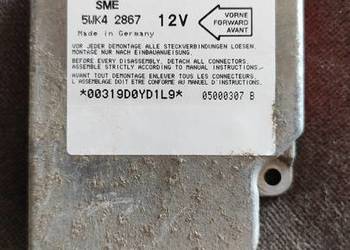 SME
5WK4 2867 12V
VORNE
FORWARD
AVANT
Made in Germany
VOR JEDER DEMONTAGE ALLE STECKVERBINDUNGEN LOESEN.
MONTAGE NUR NACH EINBAUANWEISUNG.
BEFORE EVERY DISASSEMBLY, DETACH ALL CONNECTORS.
ASSEMBLE STRICTLY ACCORDING TO MANUAL INSTRUCTIONS.
AVANT TOUT DEMONTAGE ENLEVER TOUS LES CONNECTEURS.
L'ASSEMBLAGE DOIT ETRE CONFORME AU MANUEL D'INSTRUCTIONS.
*00319D0YD1L9* 05000307 B